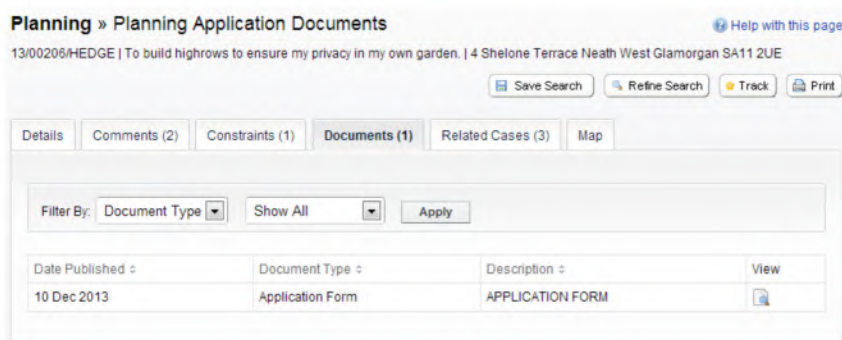 Planning » Planning Application Documents
Help with this page
13/00206/HEDGE | To build highrows to ensure my privacy in my own garden. | 4 Shelone Terrace Neath West Glamorgan SA11 2UE
Save Search Refine Search Track Print
Details Comments (2) Constraints (1) Documents (1) Related Cases (3) Map
Filter By: Document Type Show All Apply
Date Published Document Type Description View
10 Dec 2013 Application Form APPLICATION FORM